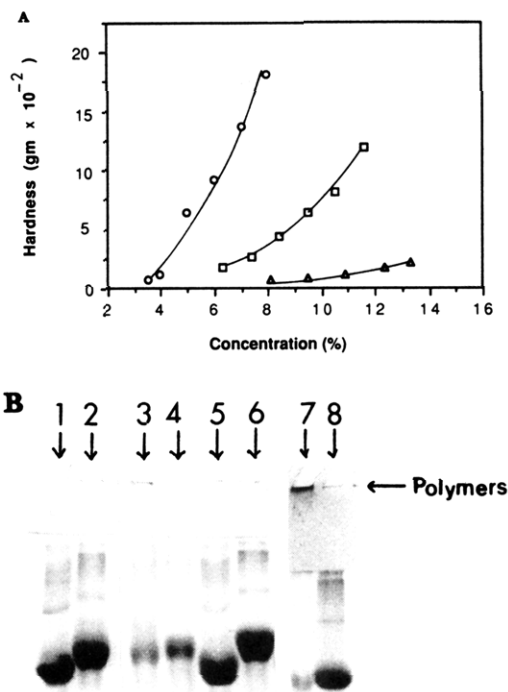 A
Hardness (gm x 10⁻²)
20
15
10
5
0
2 4 6 8 10 12 14 16
Concentration (%)
B
1 2 3 4 5 6 7 8
Polymers